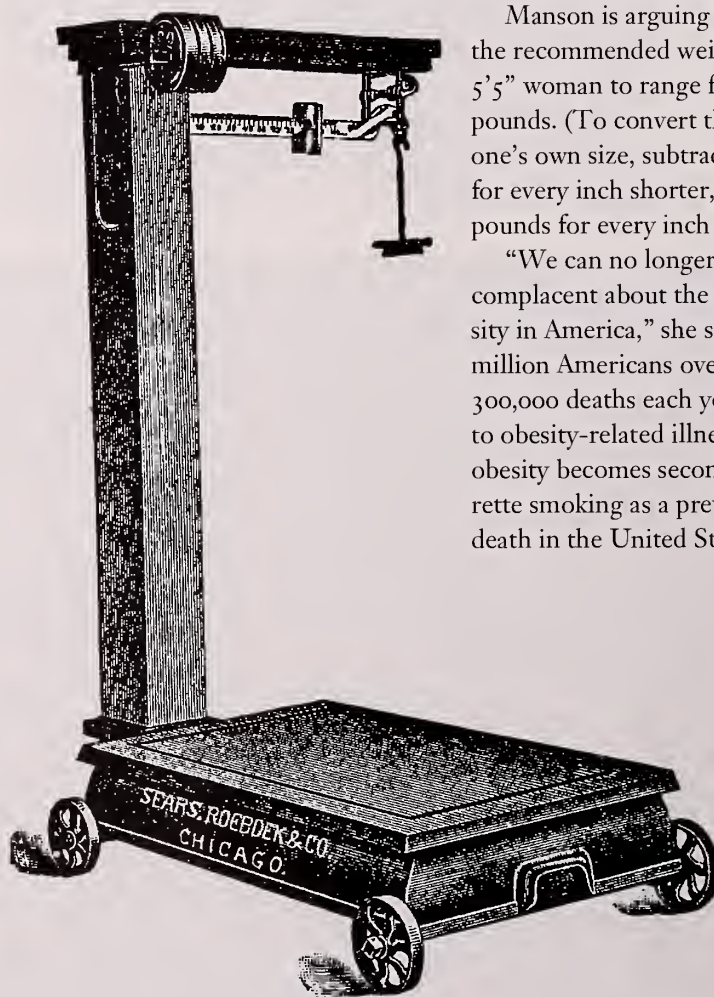 Manson is arguing
the recommended wei
5'5” woman to range f
pounds. (To convert t
one's own size, subtrac
for every inch shorter,
pounds for every inch
“We can no longer
complacent about the
sity in America,” she s
million Americans ove
300,000 deaths each y
to obesity-related illne
obesity becomes secon
rette smoking as a pre
death in the United St
SEARS, ROEBDEK & CO
CHICAGO.